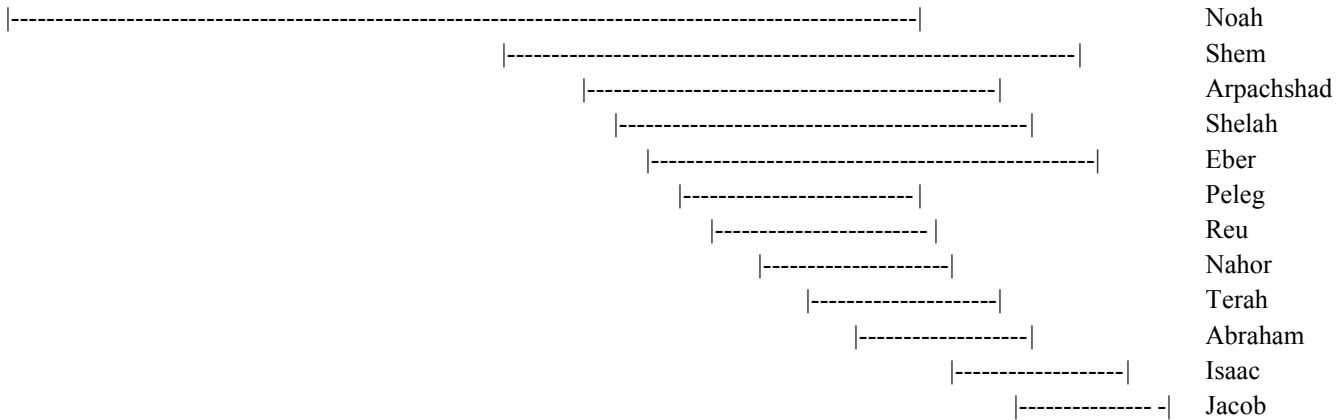 |--------------------------------------------------------------------------------------------| Noah
|----------------------------------------------------------| Shem
|------------------------------------------| Arpachshad
|------------------------------------------| Shelah
|---------------------------------------------| Eber
|------------------------| Peleg
|---------------------- | Reu
|-------------------| Nahor
|-------------------| Terah
|-----------------| Abraham
|-----------------| Isaac
|-------------- -| Jacob